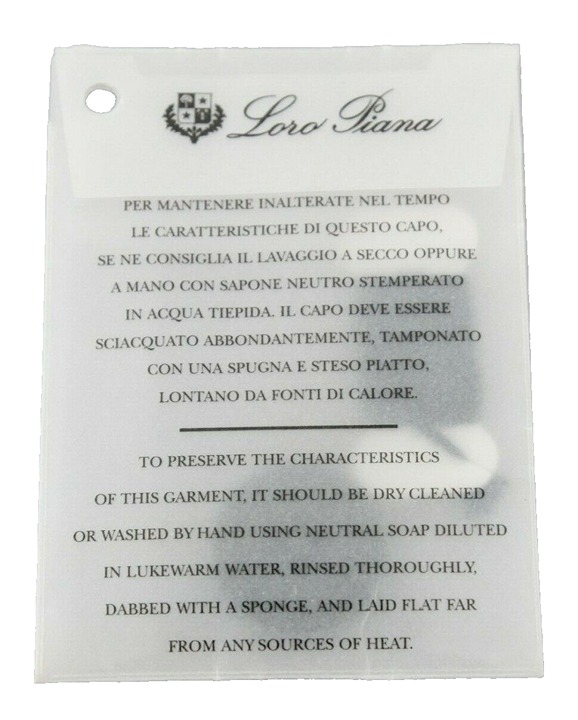 Loro Piana
PER MANTENERE INALTERATE NEL TEMPO
LE CARATTERISTICHE DI QUESTO CAPO,
SE NE CONSIGLIA IL LAVAGGIO A SECCO OPPURE
A MANO CON SAPONE NEUTRO STEMPERATO
IN ACQUA TIEPIDA. IL CAPO DEVE ESSERE
SCIACQUATO ABBONDANTEMENTE, TAMPONATO
CON UNA SPUGNA E STESO PIATTO,
LONTANO DA FONTI DI CALORE.
TO PRESERVE THE CHARACTERISTICS
OF THIS GARMENT, IT SHOULD BE DRY CLEANED
OR WASHED BY HAND USING NEUTRAL SOAP DILUTED
IN LUKEWARM WATER, RINSED THOROUGHLY,
DABBED WITH A SPONGE, AND LAID FLAT FAR
FROM ANY SOURCES OF HEAT.